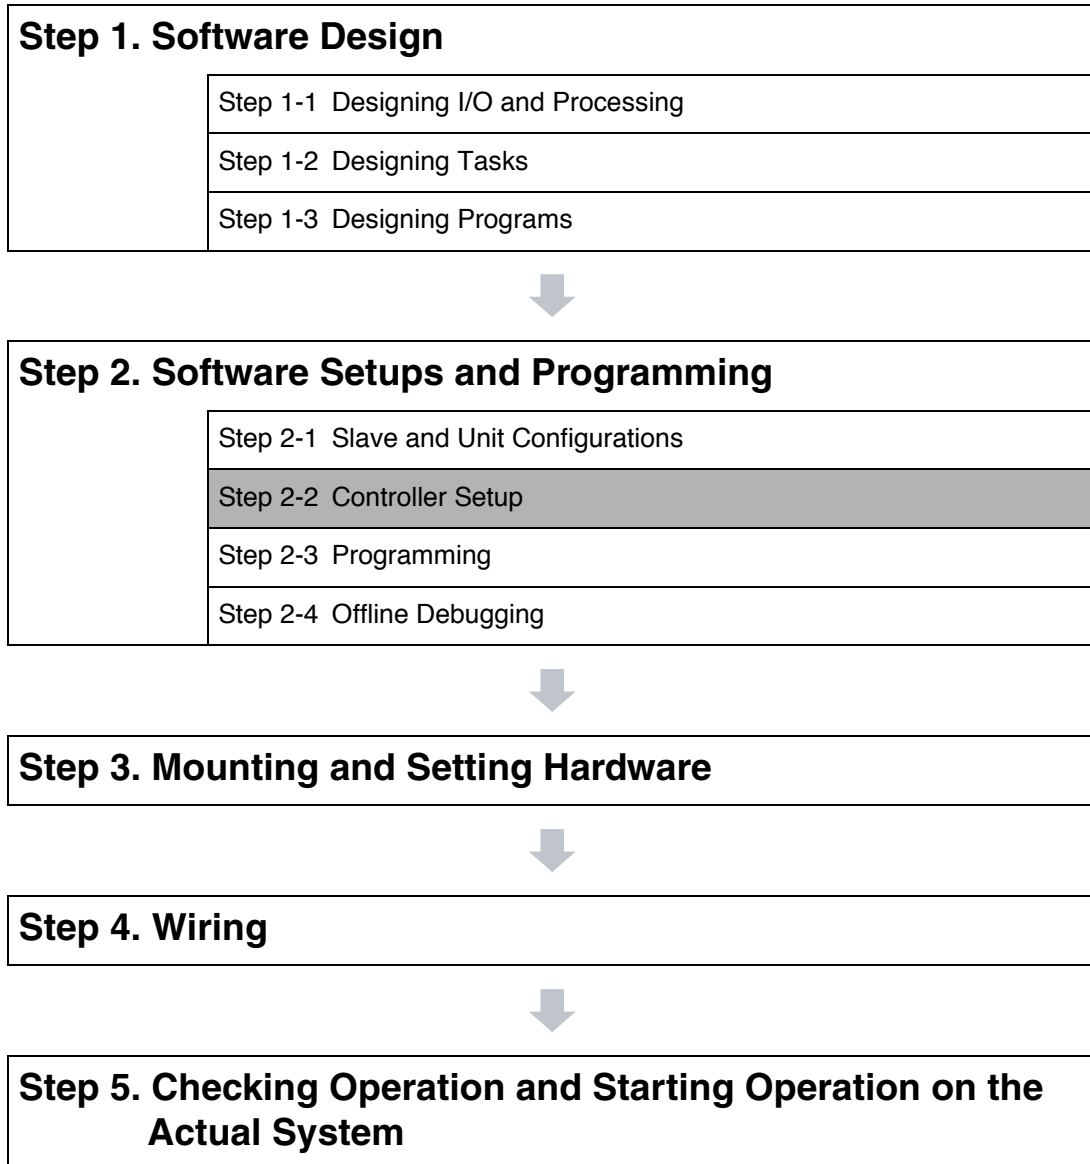 Step 1. Software Design
Step 1-1 Designing I/O and Processing
Step 1-2 Designing Tasks
Step 1-3 Designing Programs
Step 2. Software Setups and Programming
Step 2-1 Slave and Unit Configurations
Step 2-2 Controller Setup
Step 2-3 Programming
Step 2-4 Offline Debugging
Step 3. Mounting and Setting Hardware
Step 4. Wiring
Step 5. Checking Operation and Starting Operation on the
Actual System